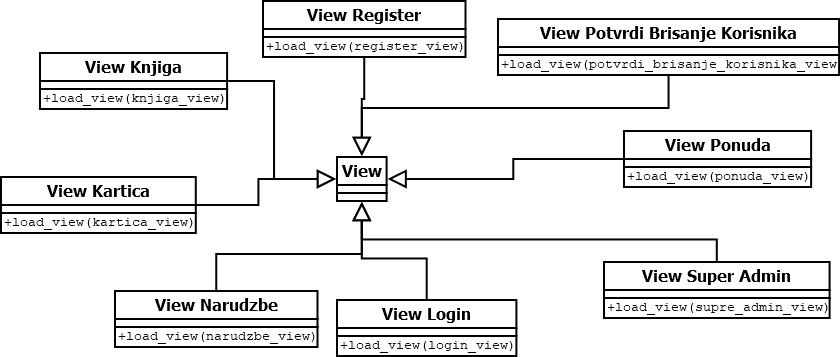 View Register
+load_view(register_view)
View Potvrdi Brisanje Korisnika
+load_view(potvrdi_brisanje_korisnika_view
View Knjiga
+load_view(knjiga_view)
View Ponuda
+load_view(ponuda_view)
View
View Kartica
+load_view(kartica_view)
View Super Admin
+load_view(supre_admin_view)
View Narudzbe
+load_view(narudzbe_view)
View Login
+load_view(login_view)